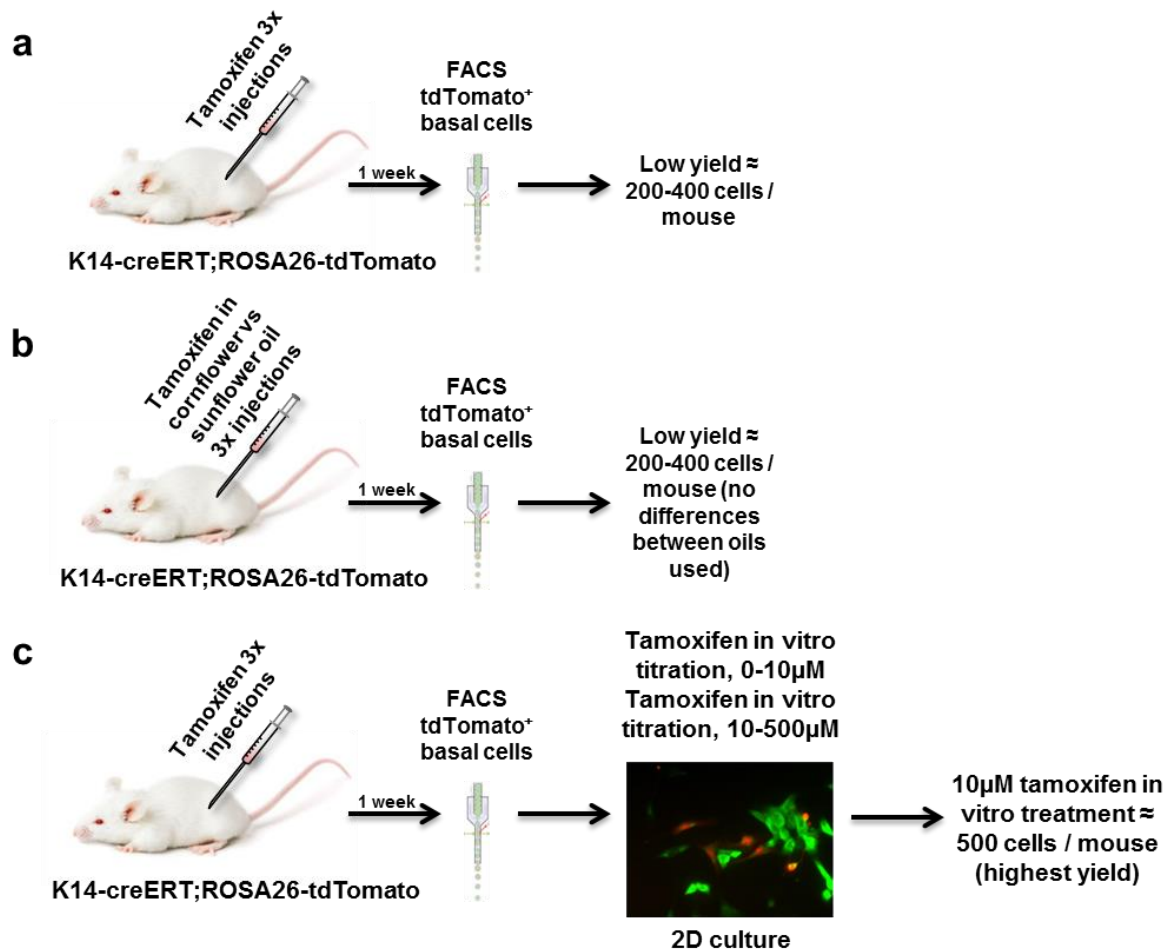 a
Tamoxifen 3x
injections
FACS
tdTomato⁺
basal cells
1 week
Low yield ≈
200-400 cells /
mouse
K14-creERT;ROSA26-tdTomato
b
Tamoxifen in
cornflower vs
sunflower oil
3x injections
FACS
tdTomato⁺
basal cells
1 week
Low yield ≈
200-400 cells /
mouse (no
differences
between oils
used)
K14-creERT;ROSA26-tdTomato
c
Tamoxifen 3x
injections
FACS
tdTomato⁺
basal cells
1 week
Tamoxifen in vitro
titration, 0-10µM
Tamoxifen in vitro
titration, 10-500µM
10µM tamoxifen in
vitro treatment ≈
500 cells / mouse
(highest yield)
K14-creERT;ROSA26-tdTomato
2D culture